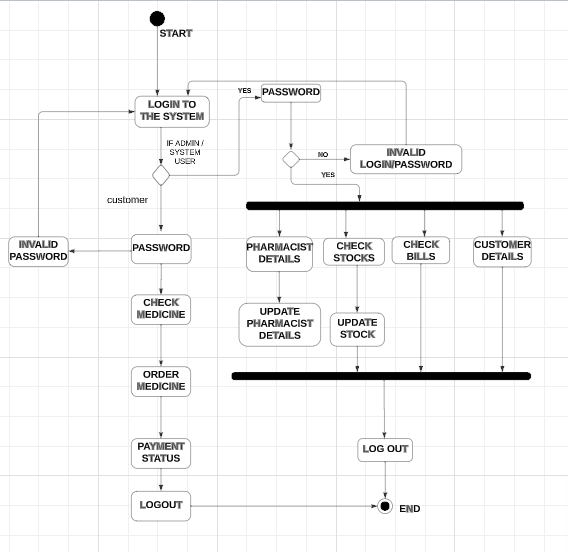 START
LOGIN TO
THE SYSTEM
YES
PASSWORD
IF ADMIN /
SYSTEM
USER
NO
INVALID
LOGIN/PASSWORD
YES
customer
INVALID
PASSWORD
PASSWORD
PHARMACIST
DETAILS
CHECK
STOCKS
CHECK
BILLS
CUSTOMER
DETAILS
CHECK
MEDICINE
UPDATE
PHARMACIST
DETAILS
UPDATE
STOCK
ORDER
MEDICINE
PAYMENT
STATUS
LOG OUT
LOGOUT
END